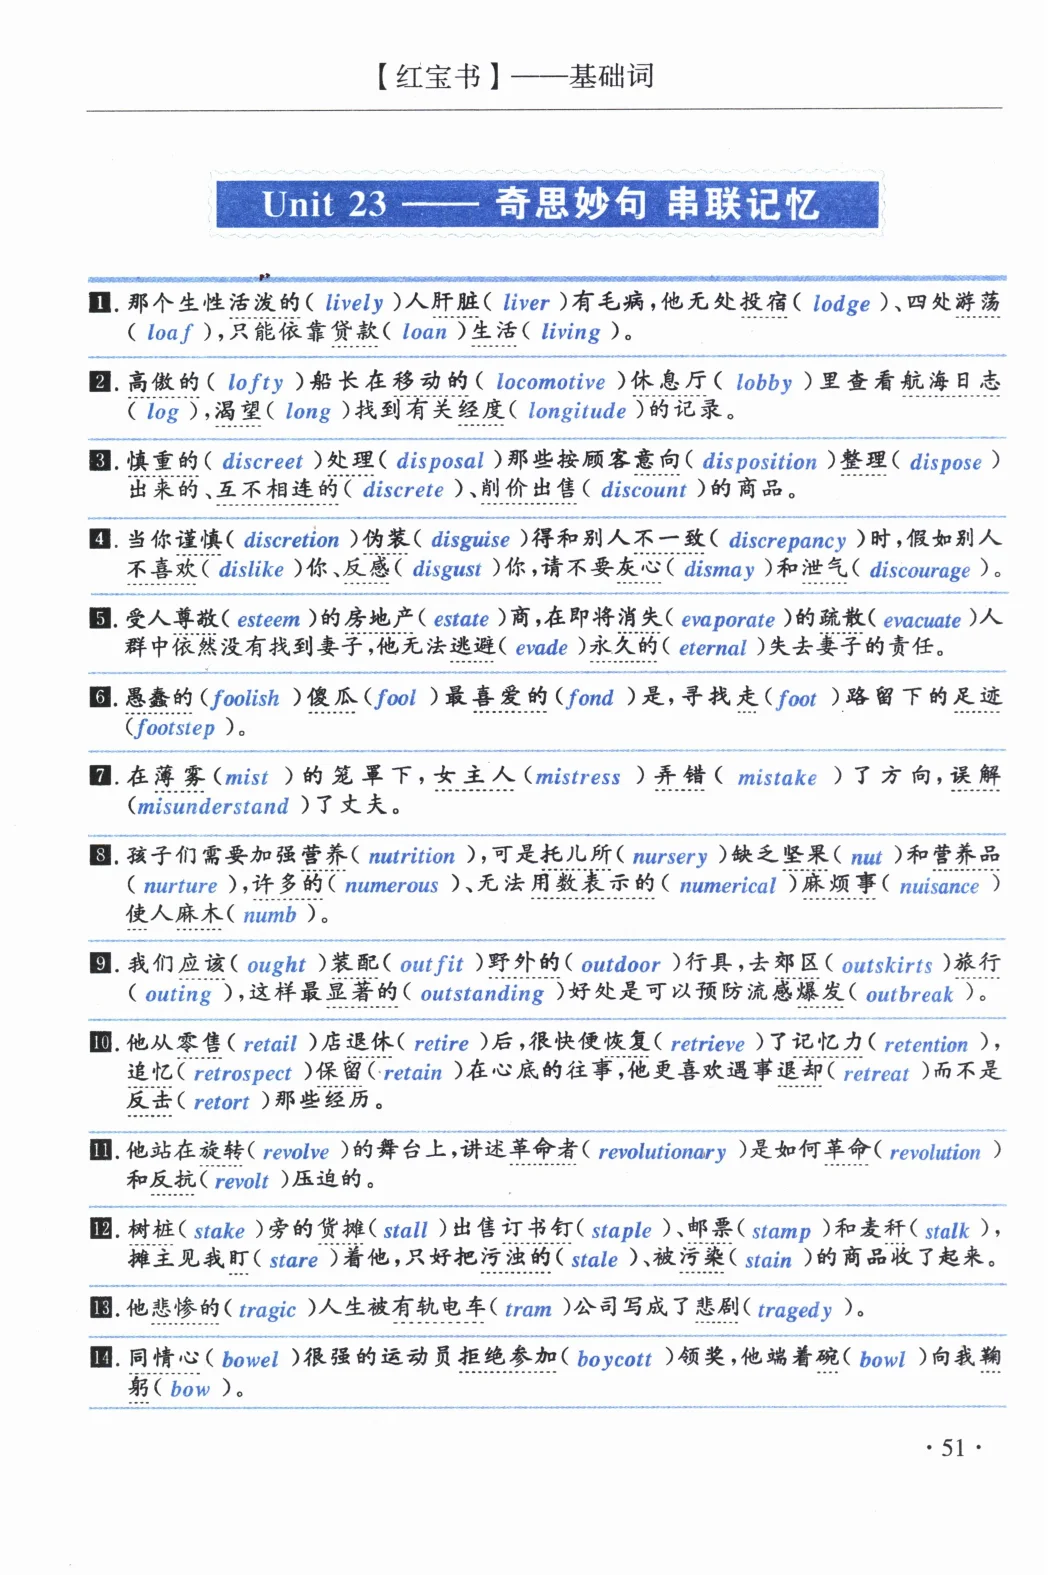 【红宝书】——基础词
Unit 23 —— 奇思妙句 串联记忆
1.那个生性活泼的( lively )人肝脏( liver )有毛病,他无处投宿( lodge )、四处游荡
( loaf ),只能依靠贷款( loan )生活( living )。
2.高傲的( lofty )船长在移动的( locomotive )休息厅( lobby )里查看航海日志
( log ),渴望( long )找到有关经度( longitude )的记录。
3.慎重的( discreet )处理( disposal )那些按顾客意向( disposition )整理( dispose )
出来的、互不相连的( discrete )、削价出售( discount )的商品。
4.当你谨慎( discretion )伪装( disguise )得和别人不一致( discrepancy )时,假如别人
不喜欢( dislike )你、反感( disgust )你,请不要灰心( dismay )和泄气( discourage )。
5.受人尊敬( esteem )的房地产( estate )商,在即将消失( evaporate )的疏散( evacuate )人
群中依然没有找到妻子,他无法逃避( evade )永久的( eternal )失去妻子的责任。
6.愚蠢的(foolish )傻瓜(fool )最喜爱的(fond )是,寻找走(foot )路留下的足迹
(footstep )。
7.在薄雾(mist )的笼罩下,女主人(mistress )弄错( mistake )了方向,误解
(misunderstand )了丈夫。
8.孩子们需要加强营养( nutrition ),可是托儿所( nursery )缺乏坚果( nut )和营养品
( nurture ),许多的( numerous )、无法用数表示的( numerical )麻烦事( nuisance )
使人麻木( numb )。
9.我们应该( ought )装配( outfit )野外的( outdoor )行具,去郊区( outskirts )旅行
( outing ),这样最显著的( outstanding )好处是可以预防流感爆发( outbreak )。
10.他从零售( retail )店退休( retire )后,很快便恢复( retrieve )了记忆力( retention ),
追忆( retrospect )保留( retain )在心底的往事,他更喜欢遇事退却( retreat )而不是
反击( retort )那些经历。
11.他站在旋转( revolve )的舞台上,讲述革命者( revolutionary )是如何革命( revolution )
和反抗( revolt )压迫的。
12.树桩( stake )旁的货摊( stall )出售订书钉( staple )、邮票( stamp )和麦秆( stalk ),
摊主见我盯( stare )着他,只好把污浊的( stale )、被污染( stain )的商品收了起来。
13.他悲惨的( tragic )人生被有轨电车( tram )公司写成了悲剧( tragedy )。
14.同情心( bowel )很强的运动员拒绝参加( boycott )领奖,他端着碗( bowl )向我鞠
躬( bow )。
·51·